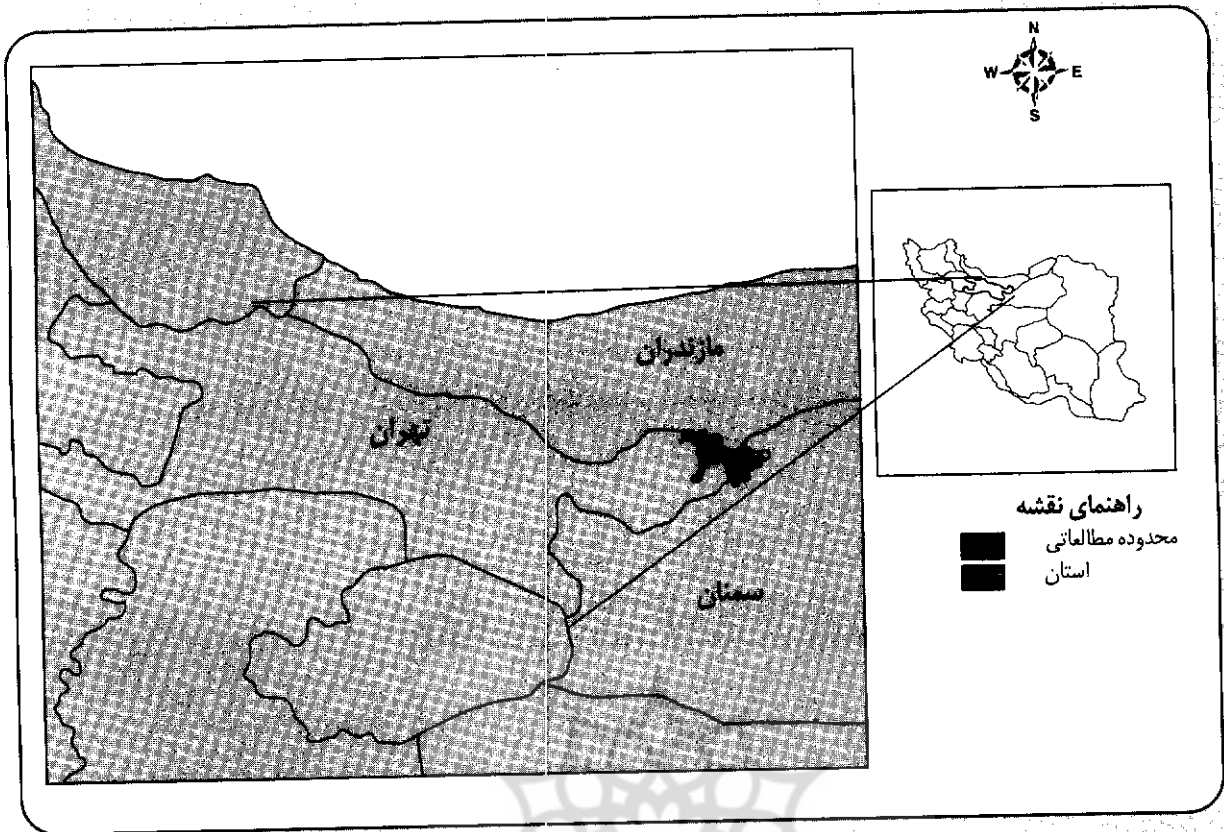 N
W E
S
مازندران
تهران
سمنان
راهنمای نقشه
محدوده مطالعاتی
استان